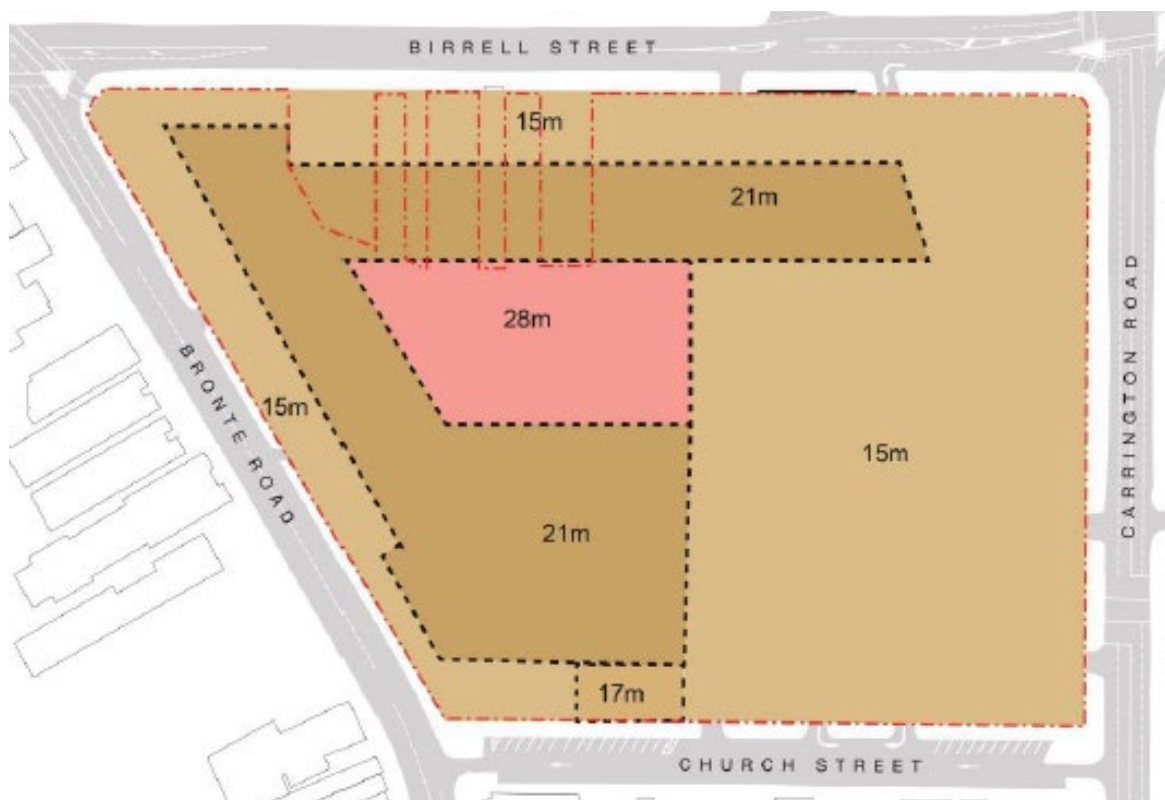 BIRRELL STREET
15m
21m
28m
BRONTE ROAD
15m
15m
CARRINGTON ROAD
21m
17m
CHURCH STREET